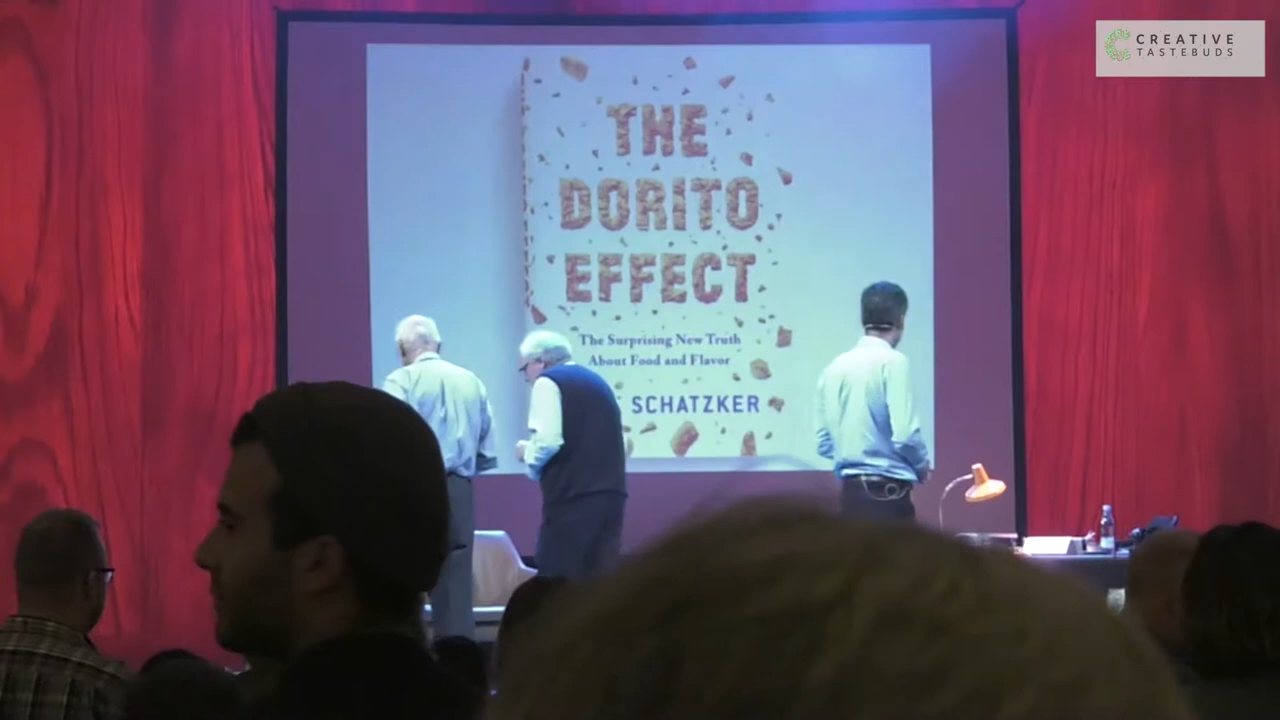 CREATIVE
TASTEBUDS
THE
DORITO
EFFECT
The Surprising New Truth
About Food and Flavor
SCHATZKER